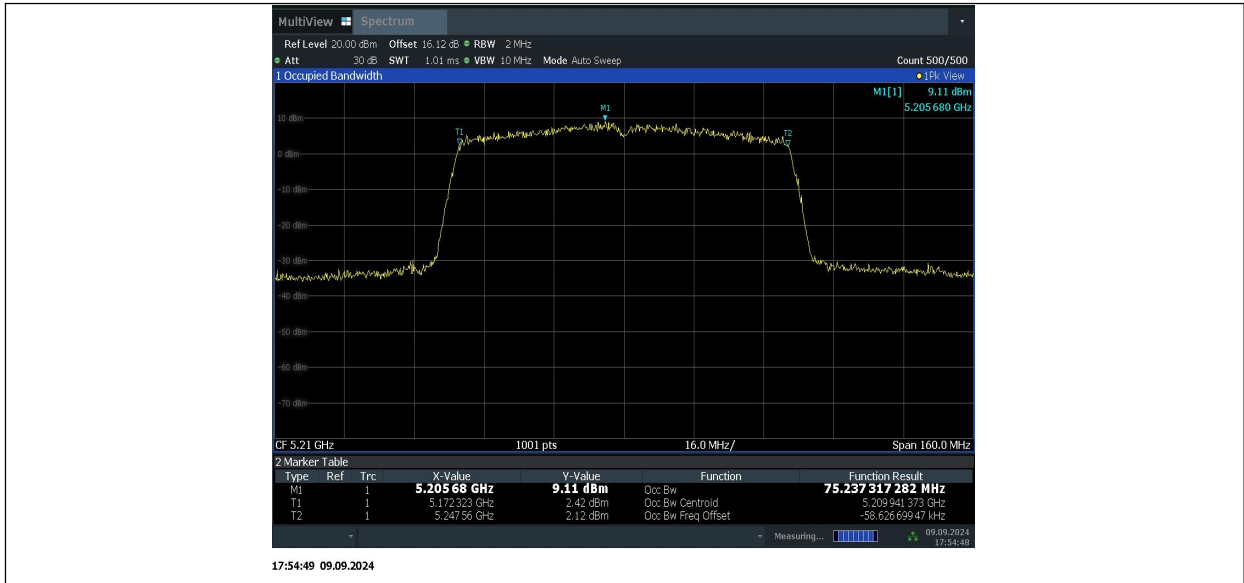 MultiView Spectrum
Ref Level 20.00 dBm Offset 16.12 dB RBW 2 MHz
Att 30 dB SWT 1.01 ms VBW 10 MHz Mode Auto Sweep Count 500/500
1 Occupied Bandwidth 1Pk View
M1[1] 9.11 dBm
5.205 680 GHz
M1
10 dBm
T1
T2
0 dBm
-10 dBm
-20 dBm
-30 dBm
-40 dBm
-50 dBm
-60 dBm
-70 dBm
CF 5.21 GHz 1001 pts 16.0 MHz/ Span 160.0 MHz
2 Marker Table
Type Ref Trc X-Value Y-Value Function Function Result
M1 1 5.20568 GHz 9.11 dBm Occ Bw 75.237 317 282 MHz
T1 1 5.172 323 GHz 2.42 dBm Occ Bw Centroid 5.209 941 373 GHz
T2 1 5.247 56 GHz 2.12 dBm Occ Bw Freq Offset -58.626 699 47 kHz
Measuring... 09.09.2024
17:54:48
17:54:49 09.09.2024